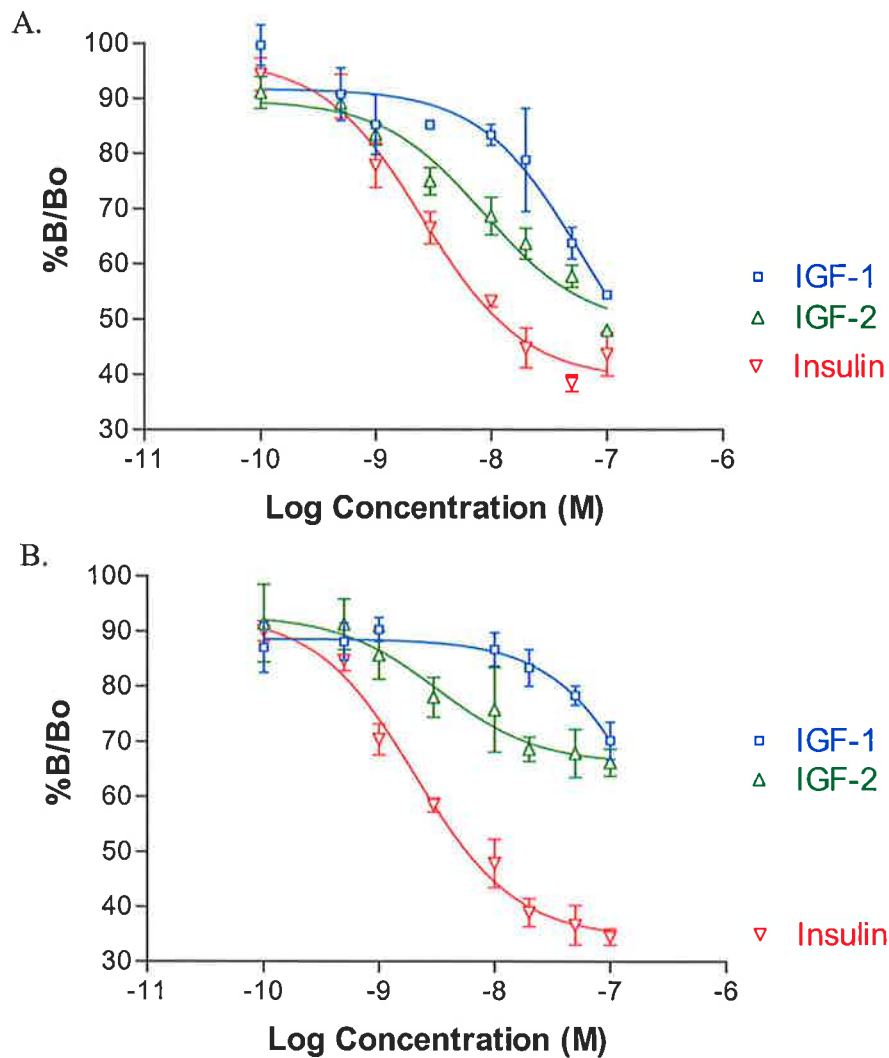 A.
100
90
80
70
60
50
40
30
%B/Bo
-11 -10 -9 -8 -7 -6
Log Concentration (M)
IGF-1
IGF-2
Insulin
B.
100
90
80
70
60
50
40
30
%B/Bo
-11 -10 -9 -8 -7 -6
Log Concentration (M)
IGF-1
IGF-2
Insulin